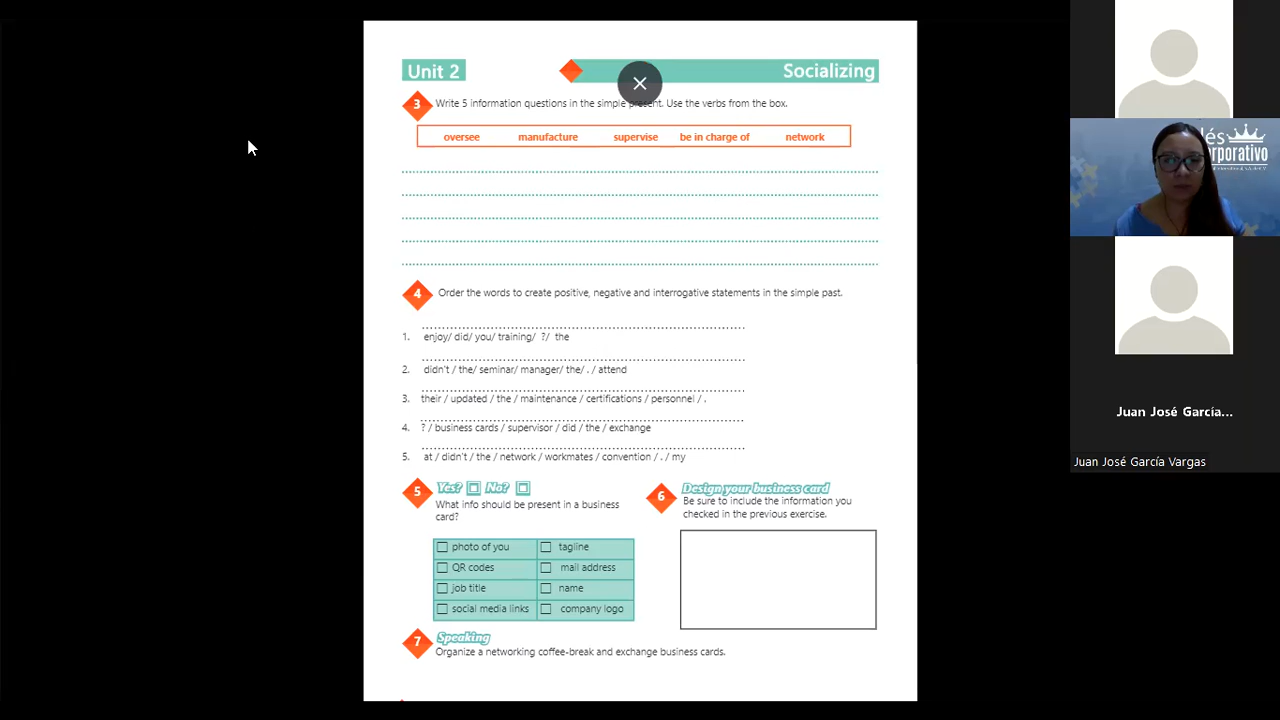 Unit 2
Socializing
3 Write 5 information questions in the simple present. Use the verbs from the box.
oversee manufacture supervise be in charge of network
4 Order the words to create positive, negative and interrogative statements in the simple past.
1. enjoy/ did/ you/ training/ ?/ the
2. didn't / the/ seminar/ manager/ the/ . / attend
3. their / updated / the / maintenance / certifications / personnel / .
4. ? / business cards / supervisor / did / the / exchange
5. at / didn't / the / network / workmates / convention / . / my
5 Yes? No?
What info should be present in a business
card?
photo of you tagline
QR codes mail address
job title name
social media links company logo
6 Design your business card
Be sure to include the information you
checked in the previous exercise.
7 Speaking
Organize a networking coffee-break and exchange business cards.
Juan José García...
Juan José García Vargas